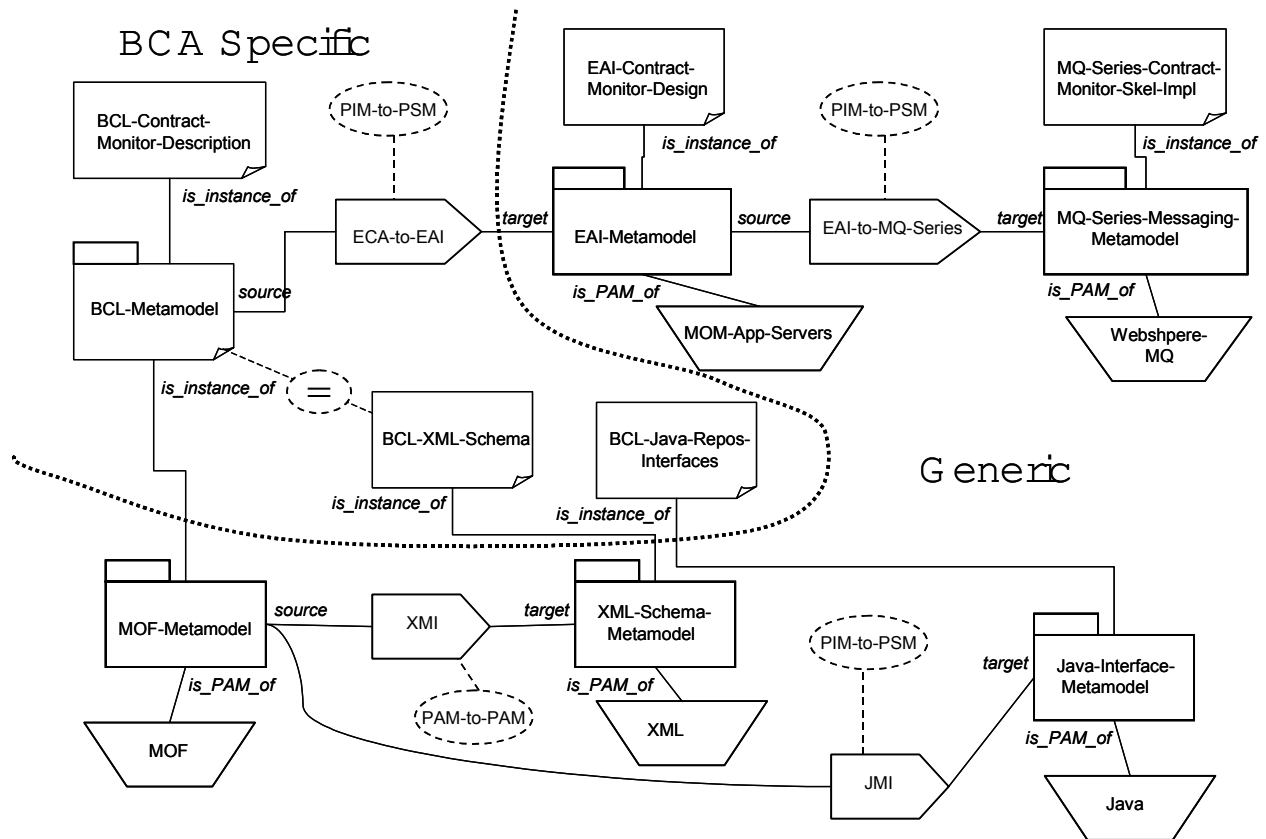 BCA Specific
EAI-Contract-
Monitor-Design
MQ-Series-Contract-
Monitor-Skel-Impl
BCL-Contract-
Monitor-Description
PIM-to-PSM
PIM-to-PSM
is_instance_of
is_instance_of
is_instance_of
ECA-to-EAI
target
EAI-Metamodel
source
EAI-to-MQ-Series
target
MQ-Series-Messaging-
Metamodel
BCL-Metamodel
source
is_PAM_of
is_PAM_of
MOM-App-Servers
Webshpere-
MQ
is_instance_of
=
BCL-XML-Schema
BCL-Java-Repos-
Interfaces
Generic
is_instance_of
is_instance_of
MOF-Metamodel
source
XMI
target
XML-Schema-
Metamodel
PIM-to-PSM
target
Java-Interface-
Metamodel
is_PAM_of
PAM-to-PAM
is_PAM_of
is_PAM_of
MOF
XML
JMI
Java